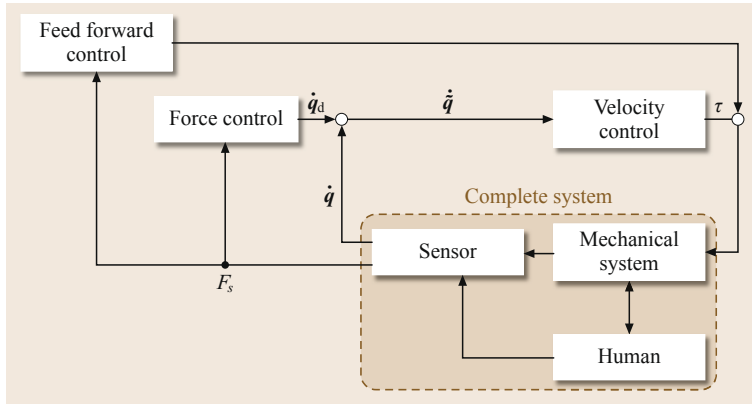 Feed forward
control
Force control
q̇d
q̃̇
Velocity
control
τ
q̇
Complete system
Sensor
Mechanical
system
Fs
Human